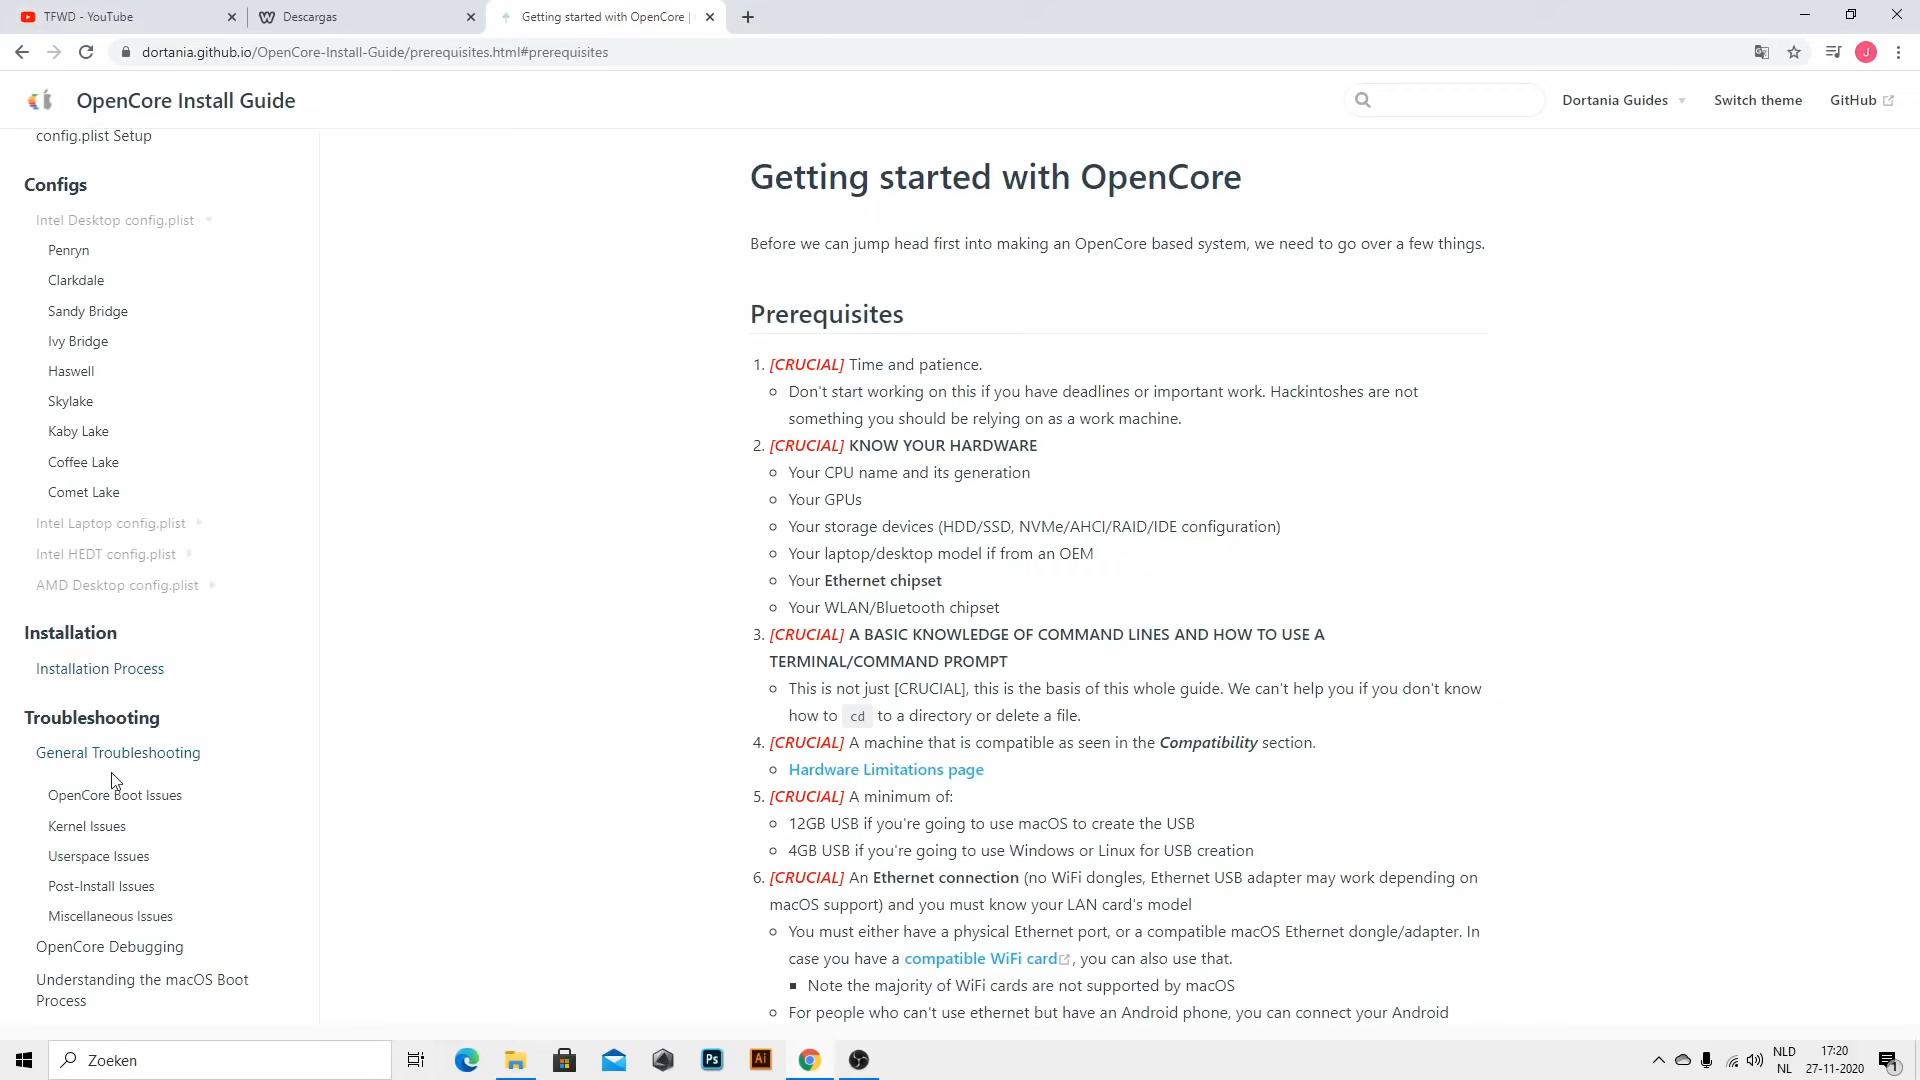 TFWD - YouTube
Descargas
Getting started with OpenCore |
dortania.github.io/OpenCore-Install-Guide/prerequisites.html#prerequisites
J
OpenCore Install Guide
Dortania Guides
Switch theme
GitHub
config.plist Setup
Configs
Intel Desktop config.plist
Penryn
Clarkdale
Sandy Bridge
Ivy Bridge
Haswell
Skylake
Kaby Lake
Coffee Lake
Comet Lake
Intel Laptop config.plist
Intel HEDT config.plist
AMD Desktop config.plist
Installation
Installation Process
Troubleshooting
General Troubleshooting
OpenCore Boot Issues
Kernel Issues
Userspace Issues
Post-Install Issues
Miscellaneous Issues
OpenCore Debugging
Understanding the macOS Boot
Process
Getting started with OpenCore
Before we can jump head first into making an OpenCore based system, we need to go over a few things.
Prerequisites
1. [CRUCIAL] Time and patience.
Don't start working on this if you have deadlines or important work. Hackintoshes are not
something you should be relying on as a work machine.
2. [CRUCIAL] KNOW YOUR HARDWARE
Your CPU name and its generation
Your GPUs
Your storage devices (HDD/SSD, NVMe/AHCI/RAID/IDE configuration)
Your laptop/desktop model if from an OEM
Your Ethernet chipset
Your WLAN/Bluetooth chipset
3. [CRUCIAL] A BASIC KNOWLEDGE OF COMMAND LINES AND HOW TO USE A
TERMINAL/COMMAND PROMPT
This is not just [CRUCIAL], this is the basis of this whole guide. We can't help you if you don't know
how to cd to a directory or delete a file.
4. [CRUCIAL] A machine that is compatible as seen in the Compatibility section.
Hardware Limitations page
5. [CRUCIAL] A minimum of:
12GB USB if you're going to use macOS to create the USB
4GB USB if you're going to use Windows or Linux for USB creation
6. [CRUCIAL] An Ethernet connection (no WiFi dongles, Ethernet USB adapter may work depending on
macOS support) and you must know your LAN card's model
You must either have a physical Ethernet port, or a compatible macOS Ethernet dongle/adapter. In
case you have a compatible WiFi card, you can also use that.
Note the majority of WiFi cards are not supported by macOS
For people who can't use ethernet but have an Android phone, you can connect your Android
Zoeken
Ps
Ai
NLD
NL
17:20
27-11-2020
1